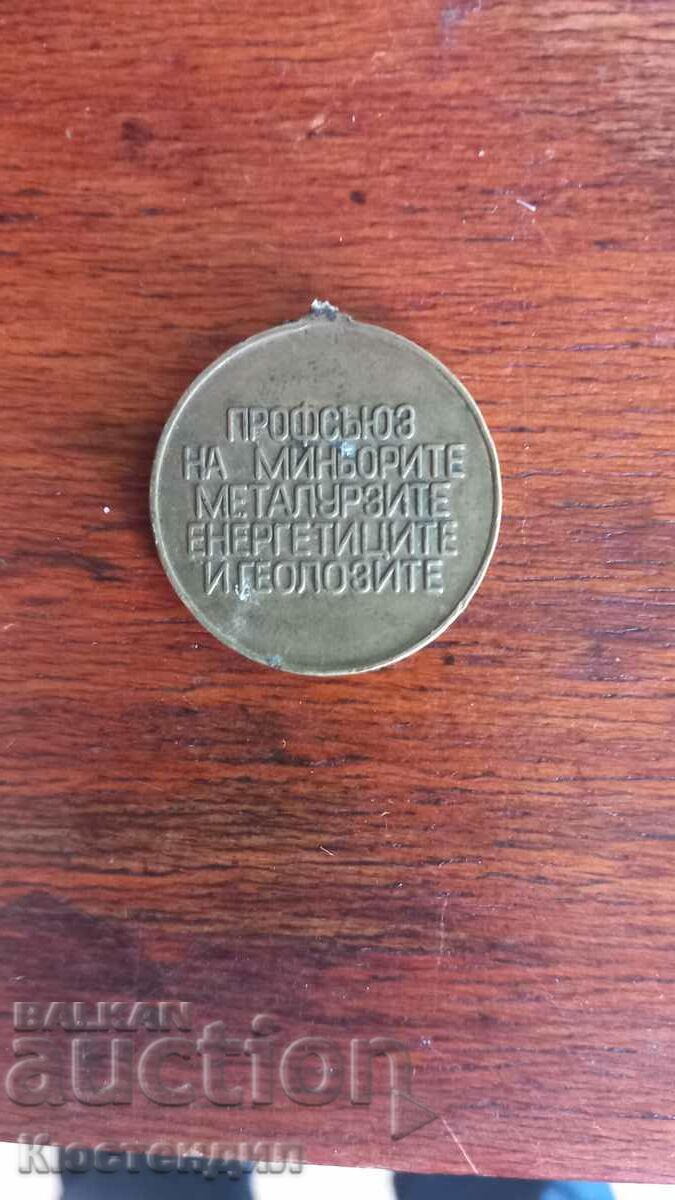 ПРОФСЪЮЗ
НА МИНЬОРИТЕ
МЕТАЛУРЗИТЕ
ЕНЕРГЕТИЦИТЕ
И ГЕОЛОЗИТЕ
BALKAN
auction
Кюстендил